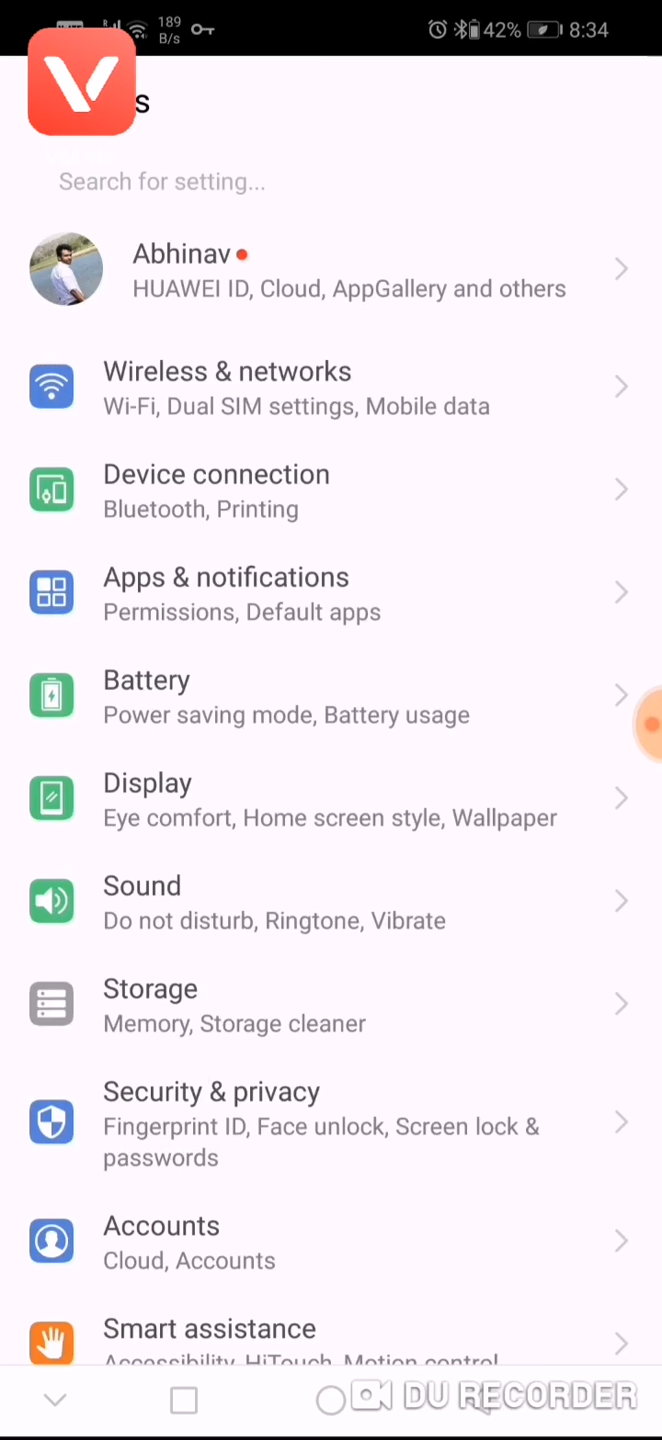 189
B/s
42%
8:34
s
Search for setting...
Abhinav
HUAWEI ID, Cloud, AppGallery and others
Wireless & networks
Wi-Fi, Dual SIM settings, Mobile data
Device connection
Bluetooth, Printing
Apps & notifications
Permissions, Default apps
Battery
Power saving mode, Battery usage
Display
Eye comfort, Home screen style, Wallpaper
Sound
Do not disturb, Ringtone, Vibrate
Storage
Memory, Storage cleaner
Security & privacy
Fingerprint ID, Face unlock, Screen lock &
passwords
Accounts
Cloud, Accounts
Smart assistance
Accessibility, HiTouch, Motion control
DU RECORDER